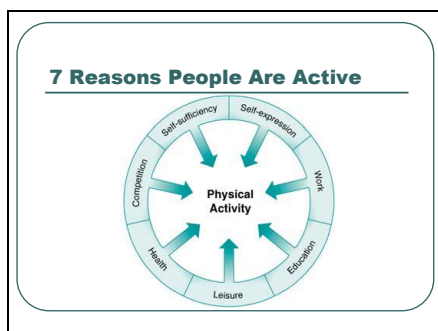 7 Reasons People Are Active
Self-sufficiency
Self-expression
Competition
Work
Physical
Activity
Health
Education
Leisure